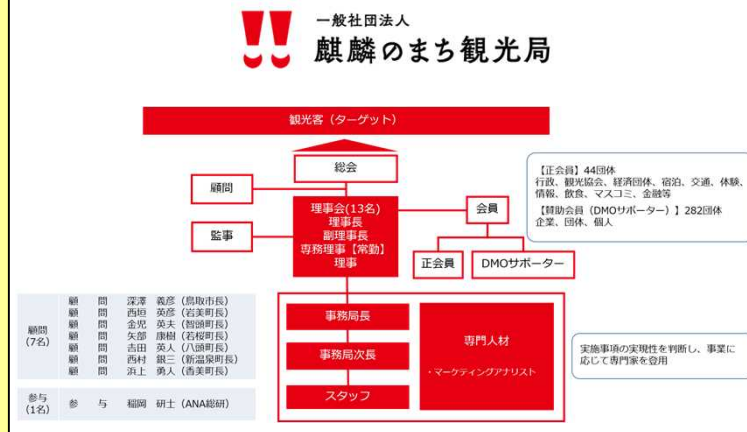 一般社団法人
麒麟のまち観光局
観光客（ターゲット）
総会
顧問
監事
理事会(13名)
理事長
副理事長
専務理事【常勤】
理事
会員
正会員
DMOサポーター
【正会員】44団体
行政、観光協会、経済団体、宿泊、交通、体験、
情報、飲食、マスコミ、金融等
【賛助会員（DMOサポーター）】282団体
企業、団体、個人
顧問
(7名)
顧 問 深澤 義彦（鳥取市長）
顧 問 西垣 英彦（岩美町長）
顧 問 金児 英夫（智頭町長）
顧 問 矢部 康樹（若桜町長）
顧 問 吉田 英人（八頭町長）
顧 問 西村 銀三（新温泉町長）
顧 問 浜上 勇人（香美町長）
参与
(1名)
参 与 稲岡 研士（ANA総研）
事務局長
事務局次長
スタッフ
専門人材
・マーケティングアナリスト
実施事項の実現性を判断し、事業に
応じて専門家を登用